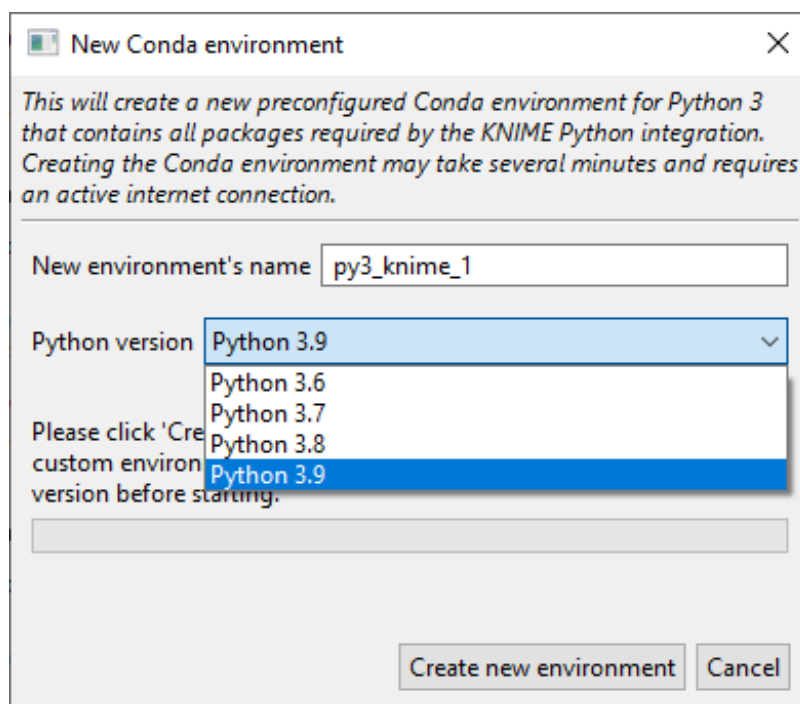 New Conda environment
This will create a new preconfigured Conda environment for Python 3
that contains all packages required by the KNIME Python integration.
Creating the Conda environment may take several minutes and requires
an active internet connection.
New environment's name py3_knime_1
Python version Python 3.9
Python 3.6
Python 3.7
Please click 'Cre
Python 3.8
custom environ
Python 3.9
version before starting.
Create new environment Cancel